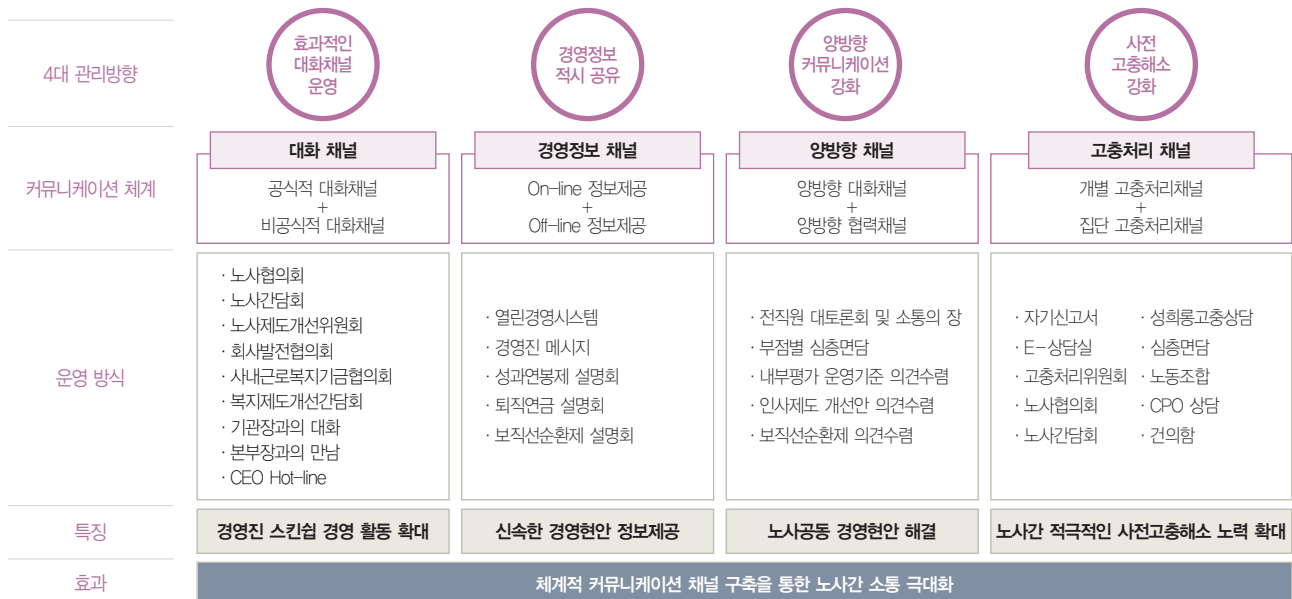 4대 관리방향
효과적인
대화채널
운영
경영정보
적시 공유
양방향
커뮤니케이션
강화
사전
고충해소
강화
커뮤니케이션 체계
대화 채널
공식적 대화채널
+
비공식적 대화채널
경영정보 채널
On-line 정보제공
+
Off-line 정보제공
양방향 채널
양방향 대화채널
+
양방향 협력채널
고충처리 채널
개별 고충처리채널
+
집단 고충처리채널
운영 방식
· 노사협의회
· 노사간담회
· 노사제도개선위원회
· 회사발전협의회
· 사내근로복지기금협의회
· 복지제도개선간담회
· 기관장과의 대화
· 본부장과의 만남
· CEO Hot-line
· 열린경영시스템
· 경영진 메시지
· 성과연봉제 설명회
· 퇴직연금 설명회
· 보직선순환제 설명회
· 전직원 대토론회 및 소통의 장
· 부점별 심층면담
· 내부평가 운영기준 의견수렴
· 인사제도 개선안 의견수렴
· 보직선순환제 의견수렴
· 자기신고서
· E-상담실
· 고충처리위원회
· 노사협의회
· 노사간담회
· 성희롱고충상담
· 심층면담
· 노동조합
· CPO 상담
· 건의함
특징
경영진 스킨쉽 경영 활동 확대
신속한 경영현안 정보제공
노사공동 경영현안 해결
노사간 적극적인 사전고충해소 노력 확대
효과
체계적 커뮤니케이션 채널 구축을 통한 노사간 소통 극대화